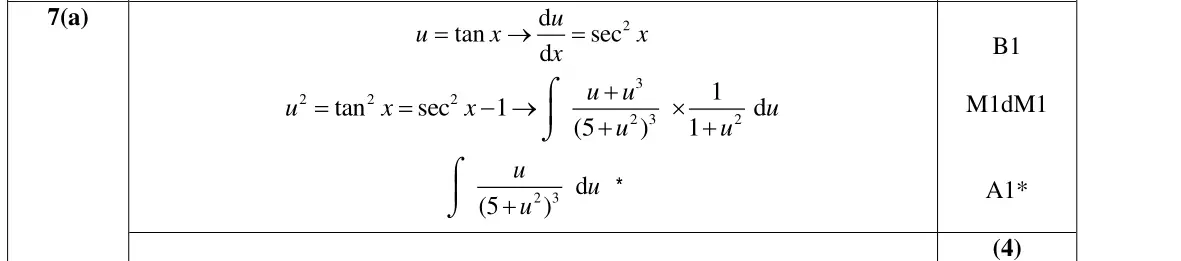 7(a)
u = tan x → du/dx = sec² x
B1
u² = tan² x = sec² x − 1 → ∫ (u + u³)/(5 + u²)³ × 1/(1 + u²) du
M1dM1
∫ u/(5 + u²)³ du *
A1*
(4)